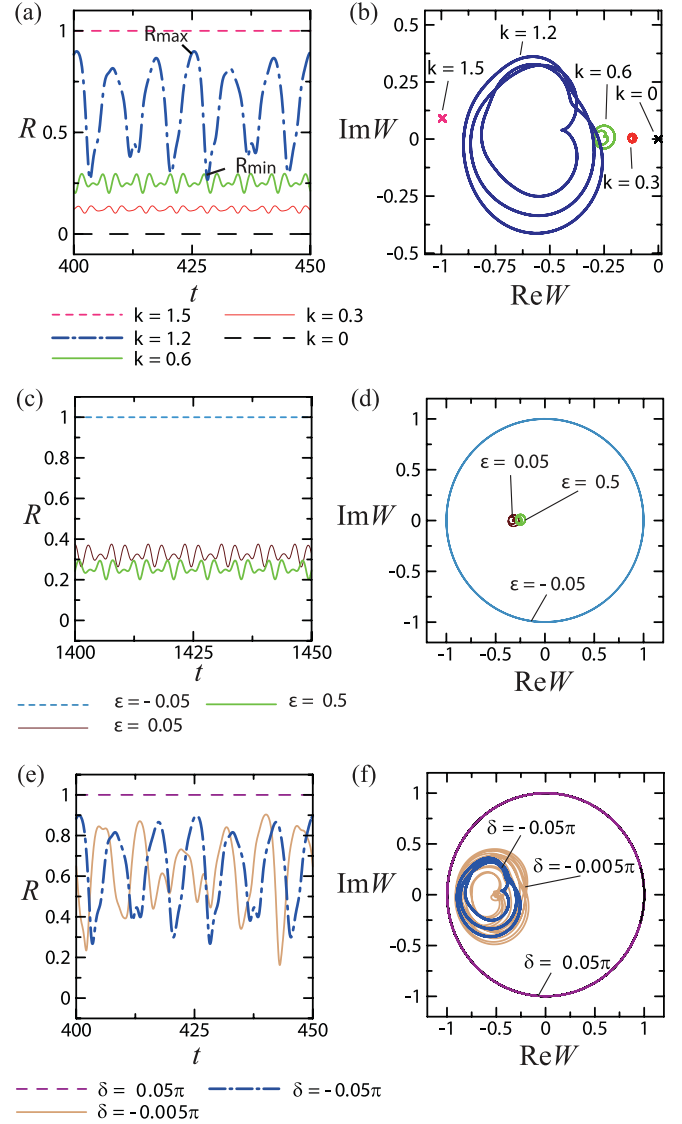 (a)
1
0.5
0
R
Rmax
Rmin
400
425
450
t
k = 1.5
k = 1.2
k = 0.6
k = 0.3
k = 0
(b)
0.5
0.25
0
-0.25
-0.5
ImW
k = 1.2
k = 1.5
k = 0.6
k = 0
k = 0.3
-1
-0.75
-0.5
-0.25
0
ReW
(c)
1
0.8
0.6
0.4
0.2
0
R
1400
1425
1450
t
ε = - 0.05
ε = 0.5
ε = 0.05
(d)
1
0.5
0
-0.5
-1
ImW
ε = 0.05
ε = 0.5
ε = - 0.05
-1
-0.5
0
0.5
1
ReW
(e)
1
0.8
0.6
0.4
0.2
0
R
400
425
450
t
δ = 0.05π
δ = -0.05π
δ = -0.005π
(f)
1
0.5
0
-0.5
-1
ImW
δ = -0.05π
δ = -0.005π
δ = 0.05π
-1
-0.5
0
0.5
1
ReW